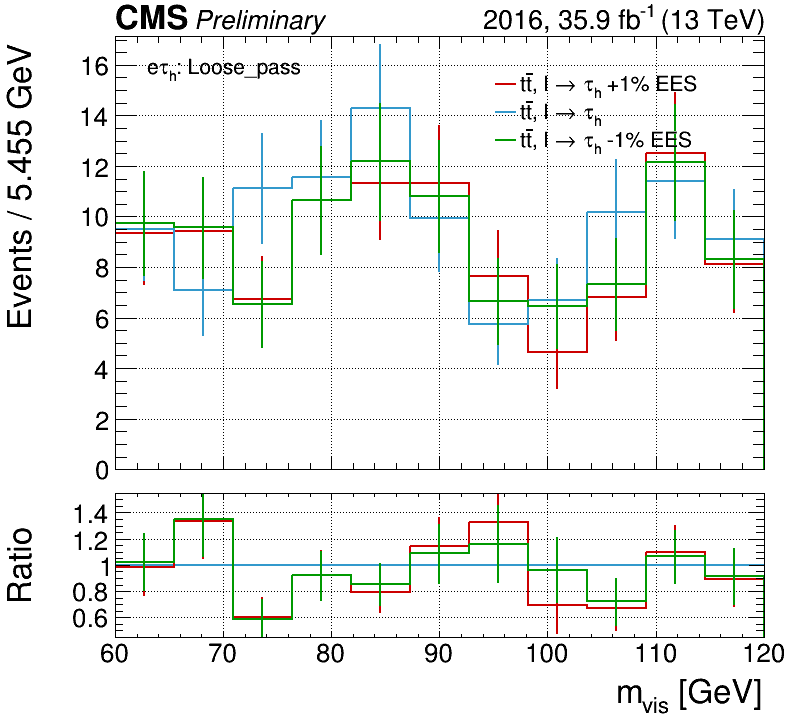 CMS Preliminary 2016, 35.9 fb⁻¹ (13 TeV)
eτₕ: Loose_pass
tt̄, l → τₕ +1% EES
tt̄, l → τₕ
tt̄, l → τₕ -1% EES
Events / 5.455 GeV
16
14
12
10
8
6
4
2
0
Ratio
1.4
1.2
1.0
0.8
0.6
60 70 80 90 100 110 120
m_vis [GeV]